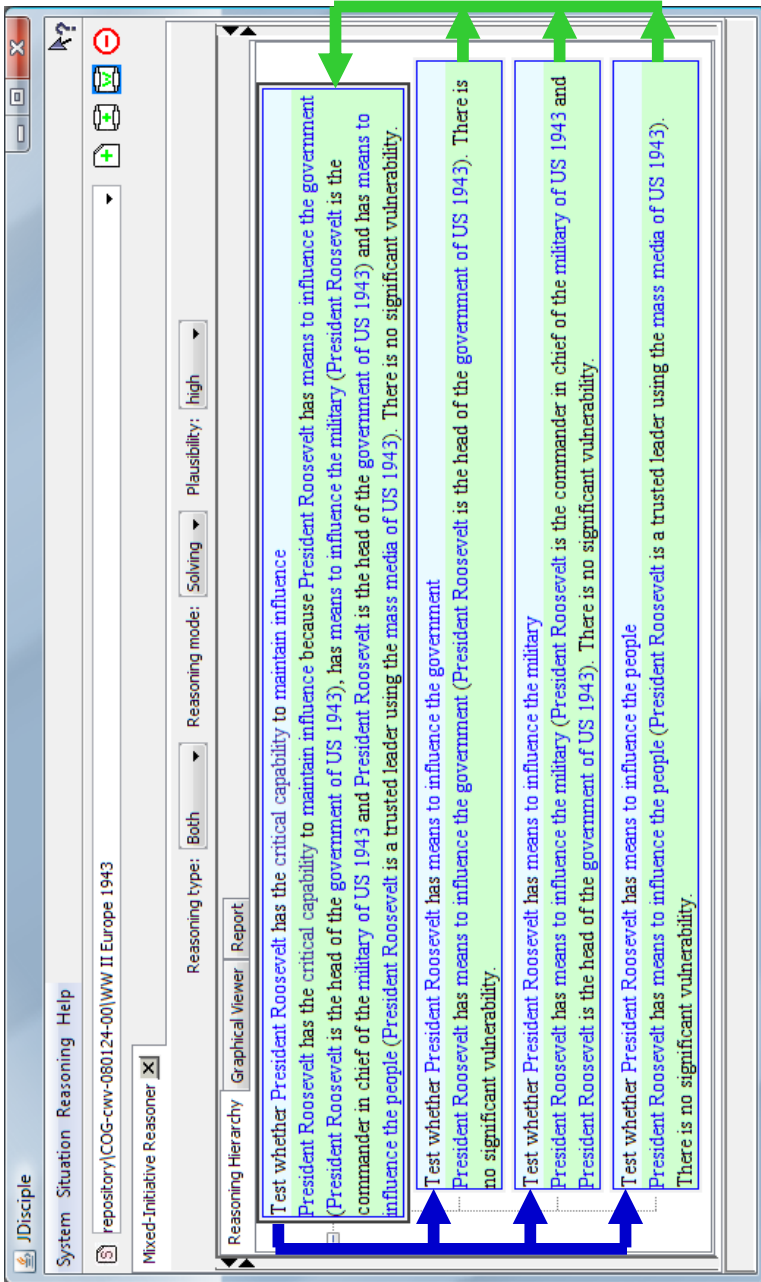 JDisciple
System Situation Reasoning Help
repository\COG-cwv-080124-00\WW II Europe 1943
Mixed-Initiative Reasoner
Reasoning type: Both Reasoning mode: Solving Plausibility: high
Reasoning Hierarchy Graphical Viewer Report
Test whether President Roosevelt has the critical capability to maintain influence
President Roosevelt has the critical capability to maintain influence because President Roosevelt has means to influence the government
(President Roosevelt is the head of the government of US 1943), has means to influence the military (President Roosevelt is the
commander in chief of the military of US 1943 and President Roosevelt is the head of the government of US 1943) and has means to
influence the people (President Roosevelt is a trusted leader using the mass media of US 1943). There is no significant vulnerability.
Test whether President Roosevelt has means to influence the government
President Roosevelt has means to influence the government (President Roosevelt is the head of the government of US 1943). There is
no significant vulnerability.
Test whether President Roosevelt has means to influence the military
President Roosevelt has means to influence the military (President Roosevelt is the commander in chief of the military of US 1943 and
President Roosevelt is the head of the government of US 1943). There is no significant vulnerability.
Test whether President Roosevelt has means to influence the people
President Roosevelt has means to influence the people (President Roosevelt is a trusted leader using the mass media of US 1943).
There is no significant vulnerability.